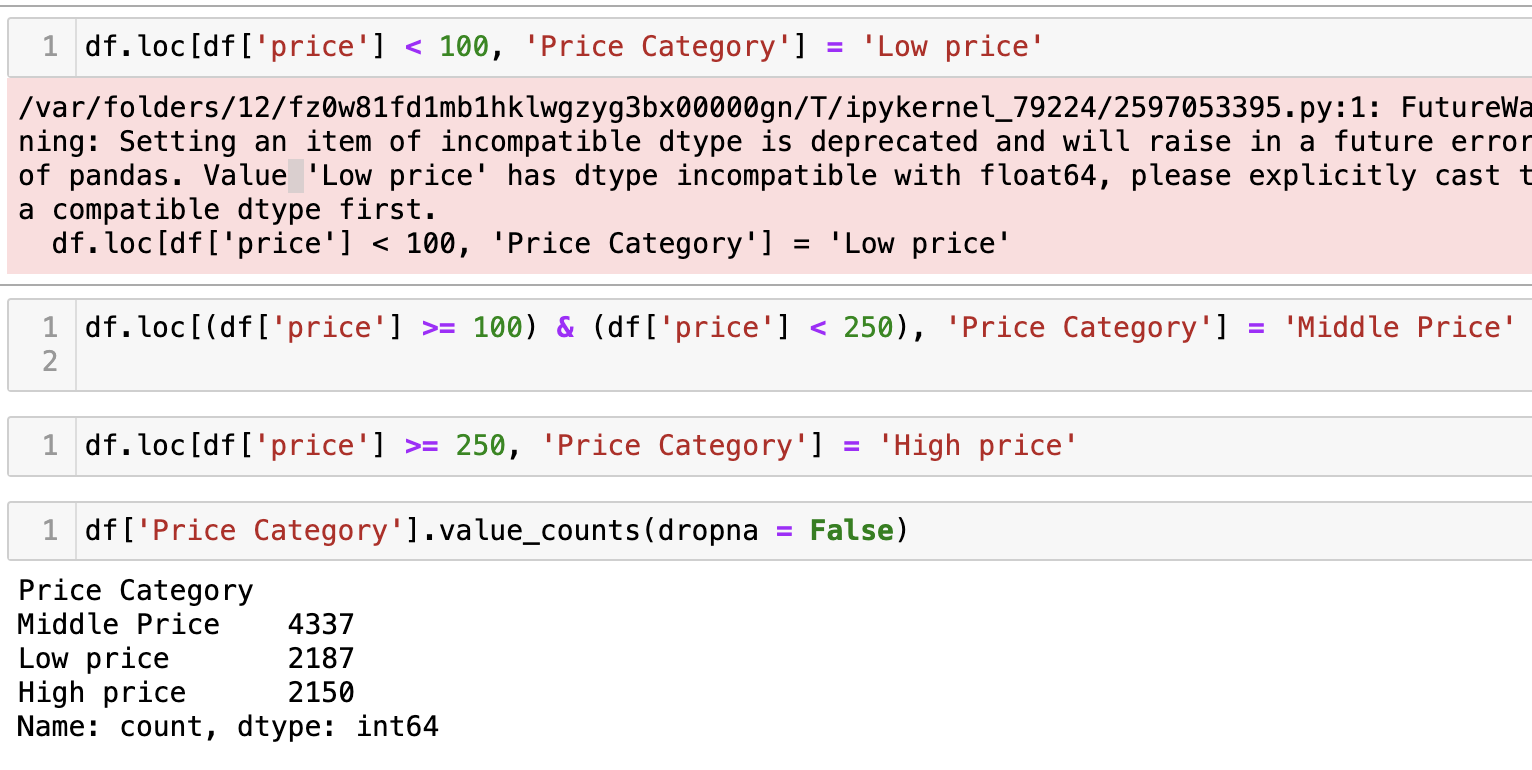 1 df.loc[df['price'] < 100, 'Price Category'] = 'Low price'
/var/folders/12/fz0w81fd1mb1hklwgzyg3bx00000gn/T/ipykernel_79224/2597053395.py:1: FutureWa
ning: Setting an item of incompatible dtype is deprecated and will raise in a future error
of pandas. Value 'Low price' has dtype incompatible with float64, please explicitly cast t
a compatible dtype first.
  df.loc[df['price'] < 100, 'Price Category'] = 'Low price'
1 df.loc[(df['price'] >= 100) & (df['price'] < 250), 'Price Category'] = 'Middle Price'
2
1 df.loc[df['price'] >= 250, 'Price Category'] = 'High price'
1 df['Price Category'].value_counts(dropna = False)
Price Category
Middle Price    4337
Low price       2187
High price      2150
Name: count, dtype: int64